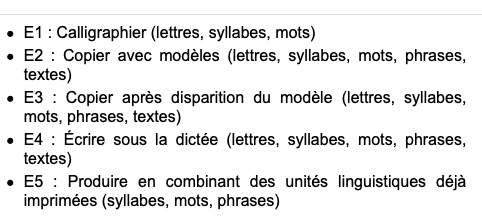 • E1 : Calligraphier (lettres, syllabes, mots)
• E2 : Copier avec modèles (lettres, syllabes, mots, phrases,
textes)
• E3 : Copier après disparition du modèle (lettres, syllabes,
mots, phrases, textes)
• E4 : Écrire sous la dictée (lettres, syllabes, mots, phrases,
textes)
• E5 : Produire en combinant des unités linguistiques déjà
imprimées (syllabes, mots, phrases)